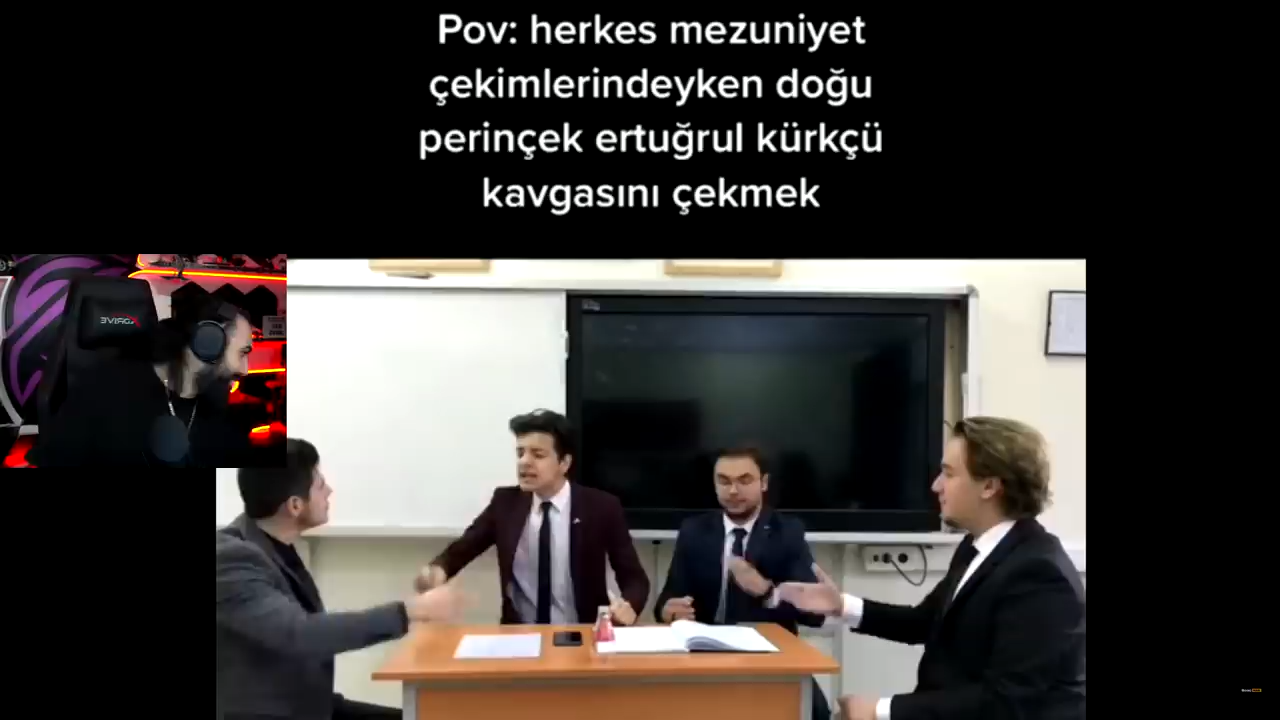 Pov: herkes mezuniyet
çekimlerindeyken doğu
perinçek ertuğrul kürkçü
kavgasını çekmek